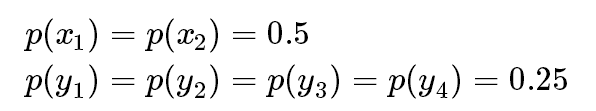 p(x₁) = p(x₂) = 0.5
p(y₁) = p(y₂) = p(y₃) = p(y₄) = 0.25